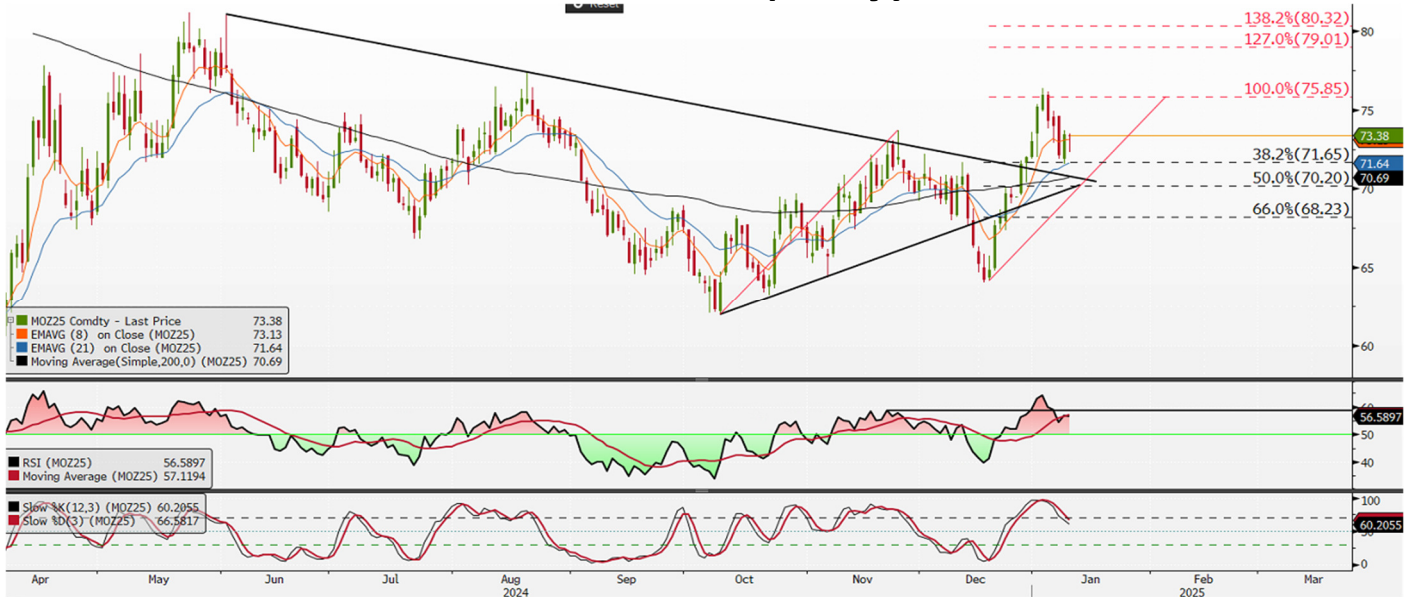 Reset
138.2%(80.32)
127.0%(79.01)
100.0%(75.85)
38.2%(71.65)
50.0%(70.20)
66.0%(68.23)
80
75
73.38
71.64
70.69
70
65
60
MOZ25 Comdty - Last Price 73.38
EMAVG (8) on Close (MOZ25) 73.13
EMAVG (21) on Close (MOZ25) 71.64
Moving Average(Simple,200,0) (MOZ25) 70.69
56.5897
50
40
RSI (MOZ25) 56.5897
Moving Average (MOZ25) 57.1194
Slow %K(12,3) (MOZ25) 60.2055
Slow %D(3) (MOZ25) 66.5817
100
60.2055
0
Apr May Jun Jul Aug Sep Oct Nov Dec Jan Feb Mar
2024 2025